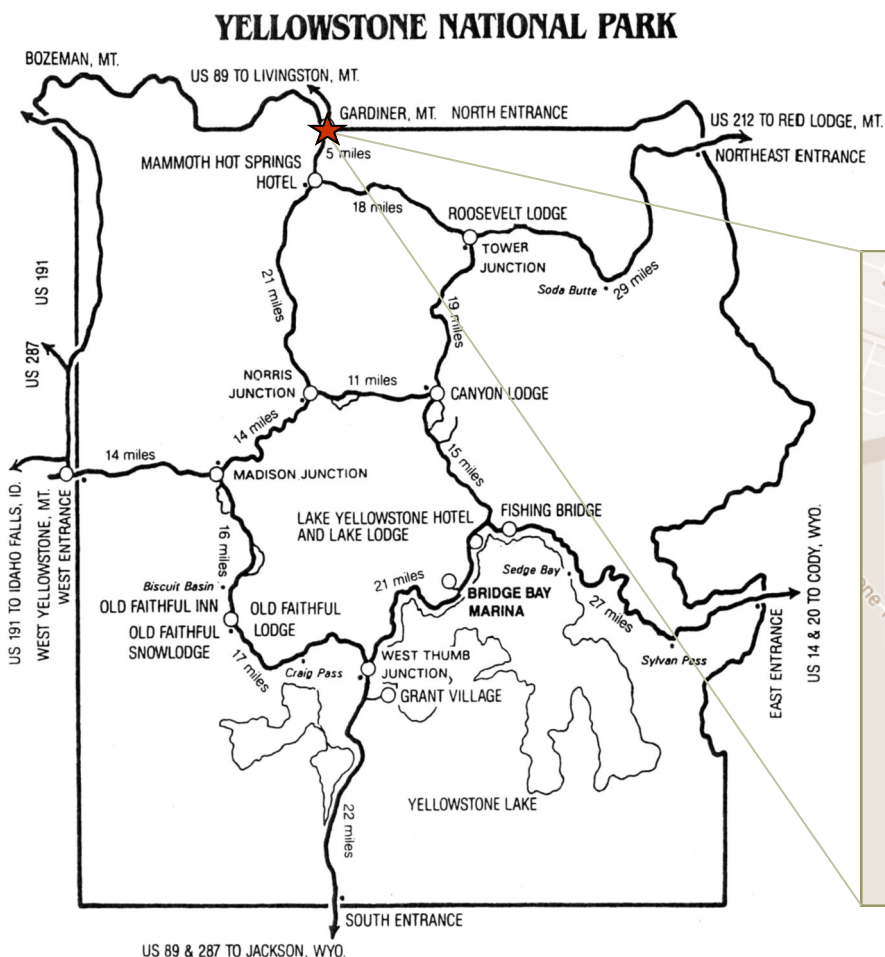 YELLOWSTONE NATIONAL PARK
BOZEMAN, MT.
US 89 TO LIVINGSTON, MT.
GARDINER, MT. NORTH ENTRANCE
US 212 TO RED LODGE, MT.
NORTHEAST ENTRANCE
5 miles
MAMMOTH HOT SPRINGS
HOTEL
18 miles
ROOSEVELT LODGE
TOWER
JUNCTION
Soda Butte
29 miles
US 191
21 miles
19 miles
US 287
NORRIS
JUNCTION
11 miles
CANYON LODGE
14 miles
14 miles
MADISON JUNCTION
15 miles
US 191 TO IDAHO FALLS, ID.
WEST YELLOWSTONE, MT.
WEST ENTRANCE
16 miles
LAKE YELLOWSTONE HOTEL
AND LAKE LODGE
FISHING BRIDGE
Sedge Bay
21 miles
BRIDGE BAY
MARINA
27 miles
Biscuit Basin
OLD FAITHFUL INN
OLD FAITHFUL
LODGE
OLD FAITHFUL
SNOWLODGE
17 miles
Craig Pass
WEST THUMB
JUNCTION
GRANT VILLAGE
Sylvan Pass
EAST ENTRANCE
US 14 & 20 TO CODY, WYO.
YELLOWSTONE LAKE
22 miles
SOUTH ENTRANCE
US 89 & 287 TO JACKSON, WYO.